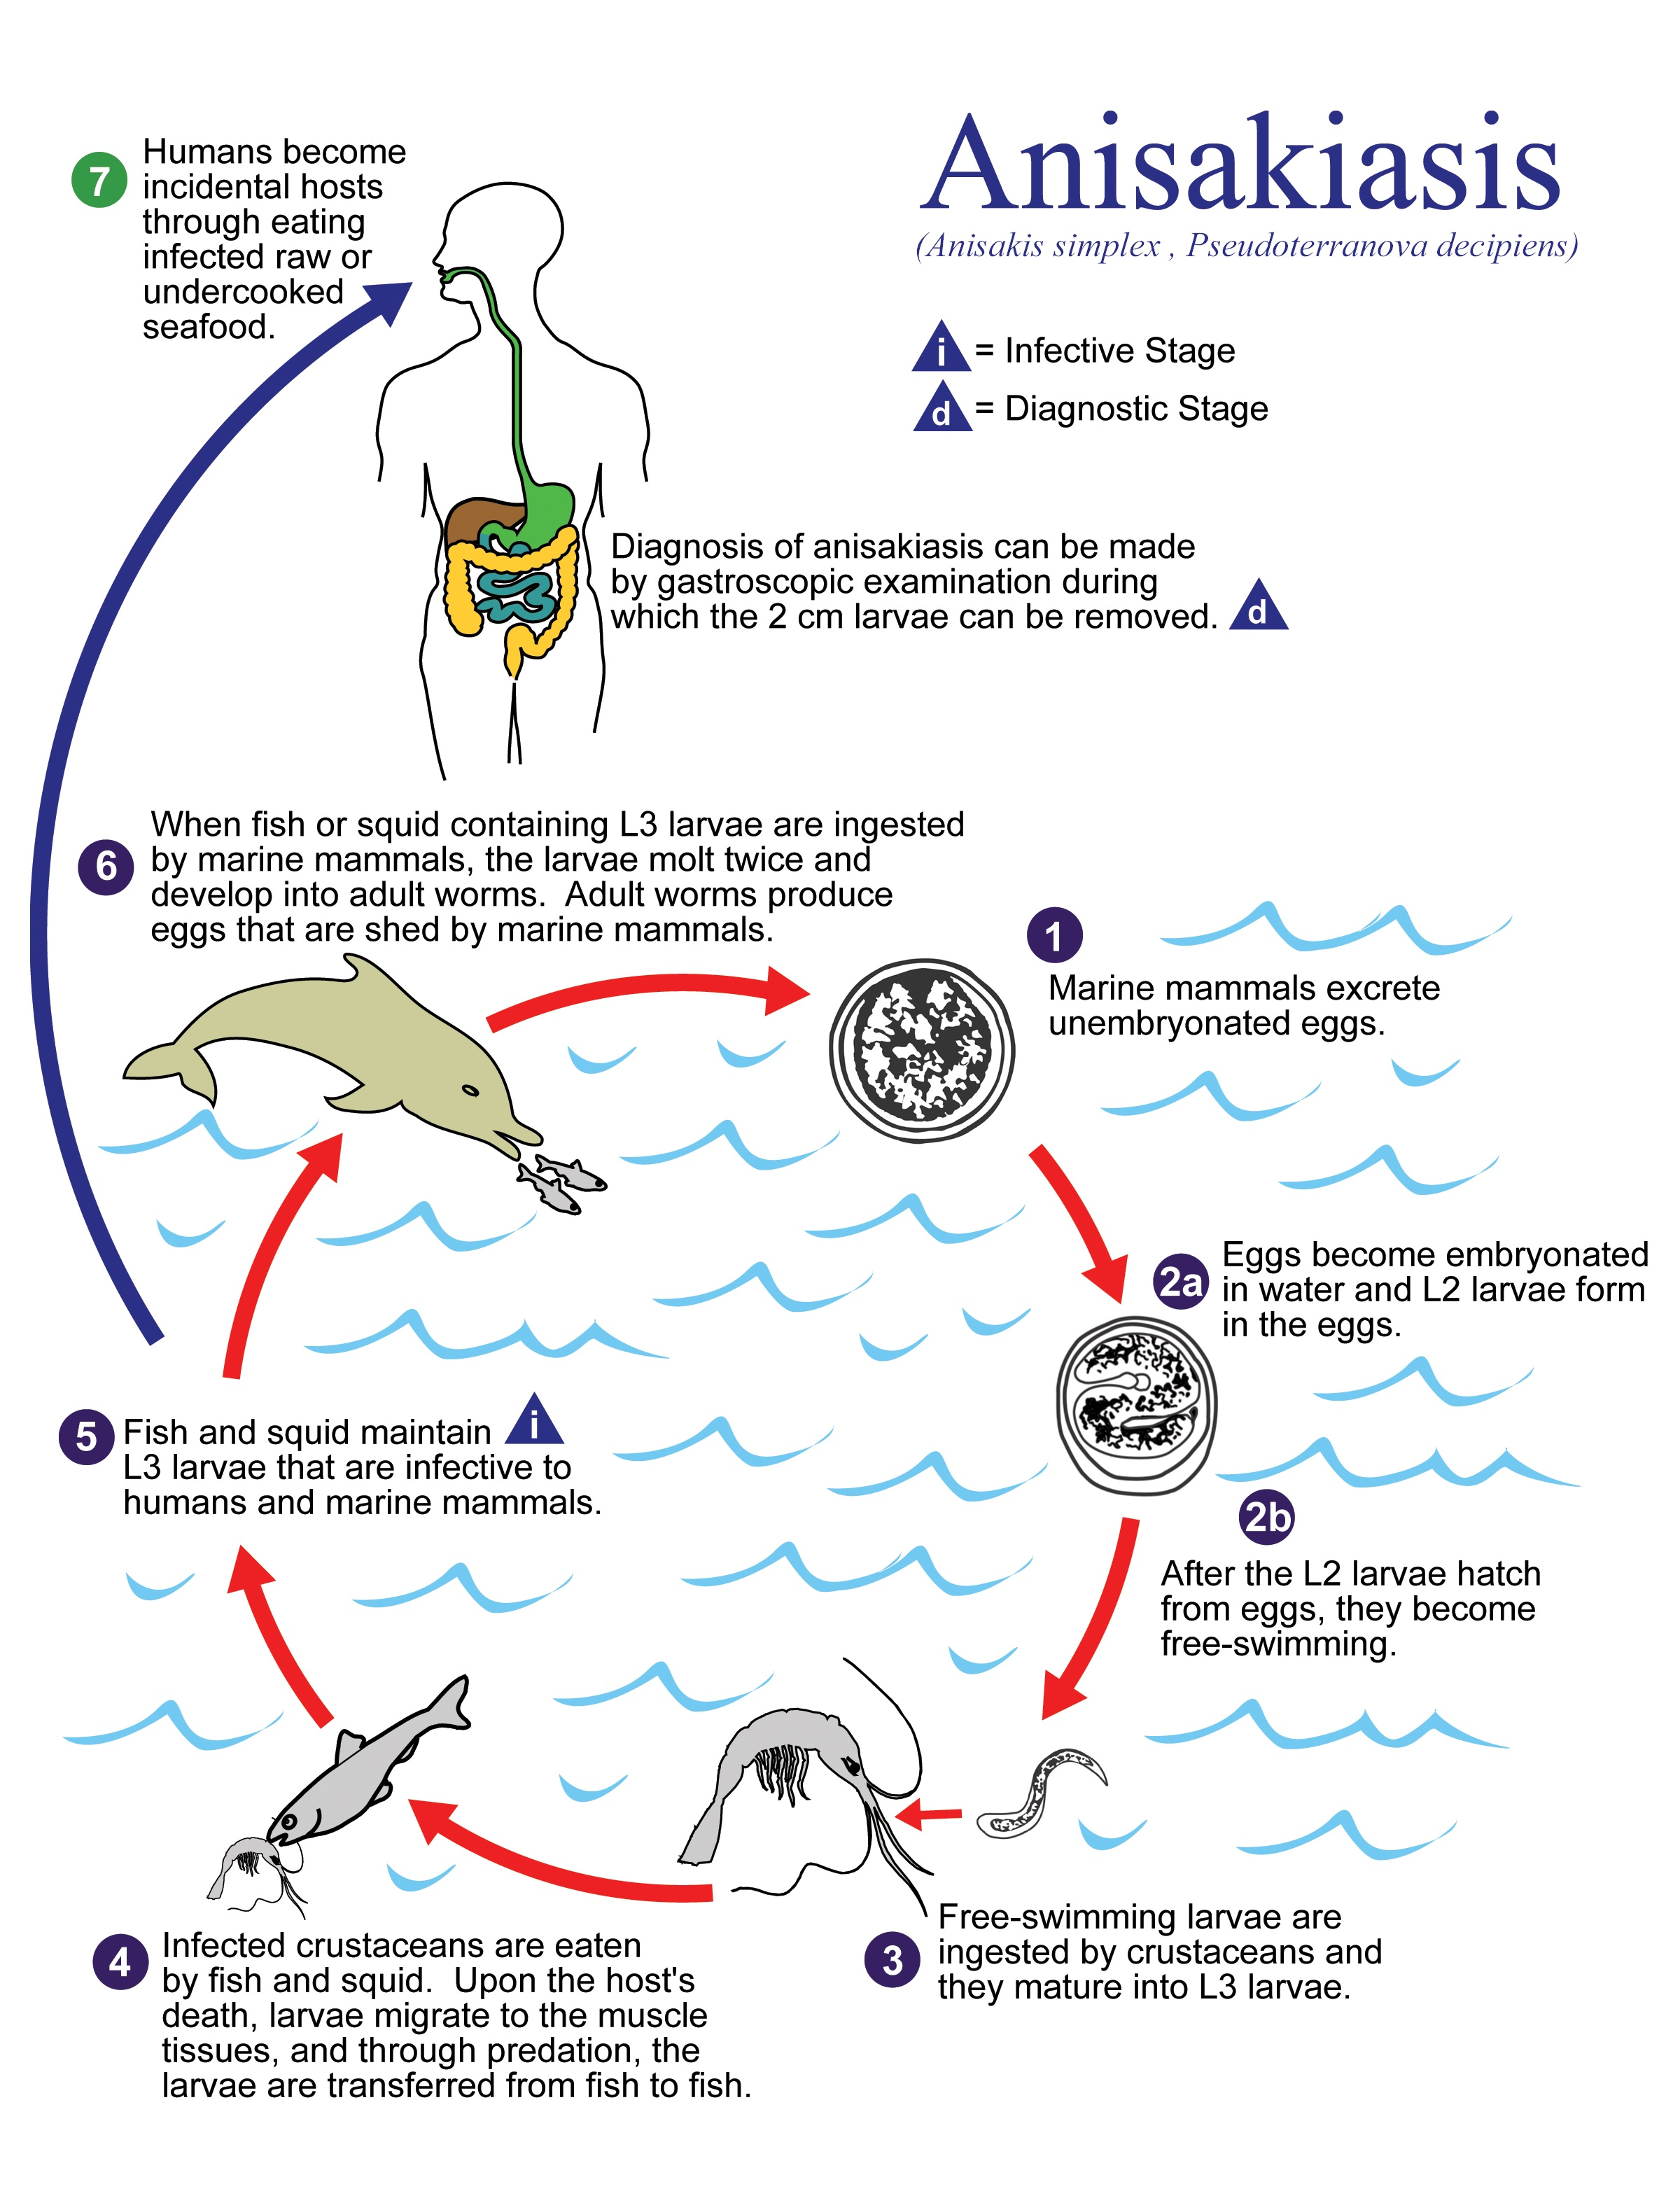 Anisakiasis
(Anisakis simplex , Pseudoterranova decipiens)
i = Infective Stage
d = Diagnostic Stage
7
Humans become
incidental hosts
through eating
infected raw or
undercooked
seafood.
Diagnosis of anisakiasis can be made
by gastroscopic examination during
which the 2 cm larvae can be removed. d
6
When fish or squid containing L3 larvae are ingested
by marine mammals, the larvae molt twice and
develop into adult worms.  Adult worms produce
eggs that are shed by marine mammals.
1
Marine mammals excrete
unembryonated eggs.
2a
Eggs become embryonated
in water and L2 larvae form
in the eggs.
2b
After the L2 larvae hatch
from eggs, they become
free-swimming.
3
Free-swimming larvae are
ingested by crustaceans and
they mature into L3 larvae.
4
Infected crustaceans are eaten
by fish and squid.  Upon the host's
death, larvae migrate to the muscle
tissues, and through predation, the
larvae are transferred from fish to fish.
5
Fish and squid maintain i
L3 larvae that are infective to
humans and marine mammals.